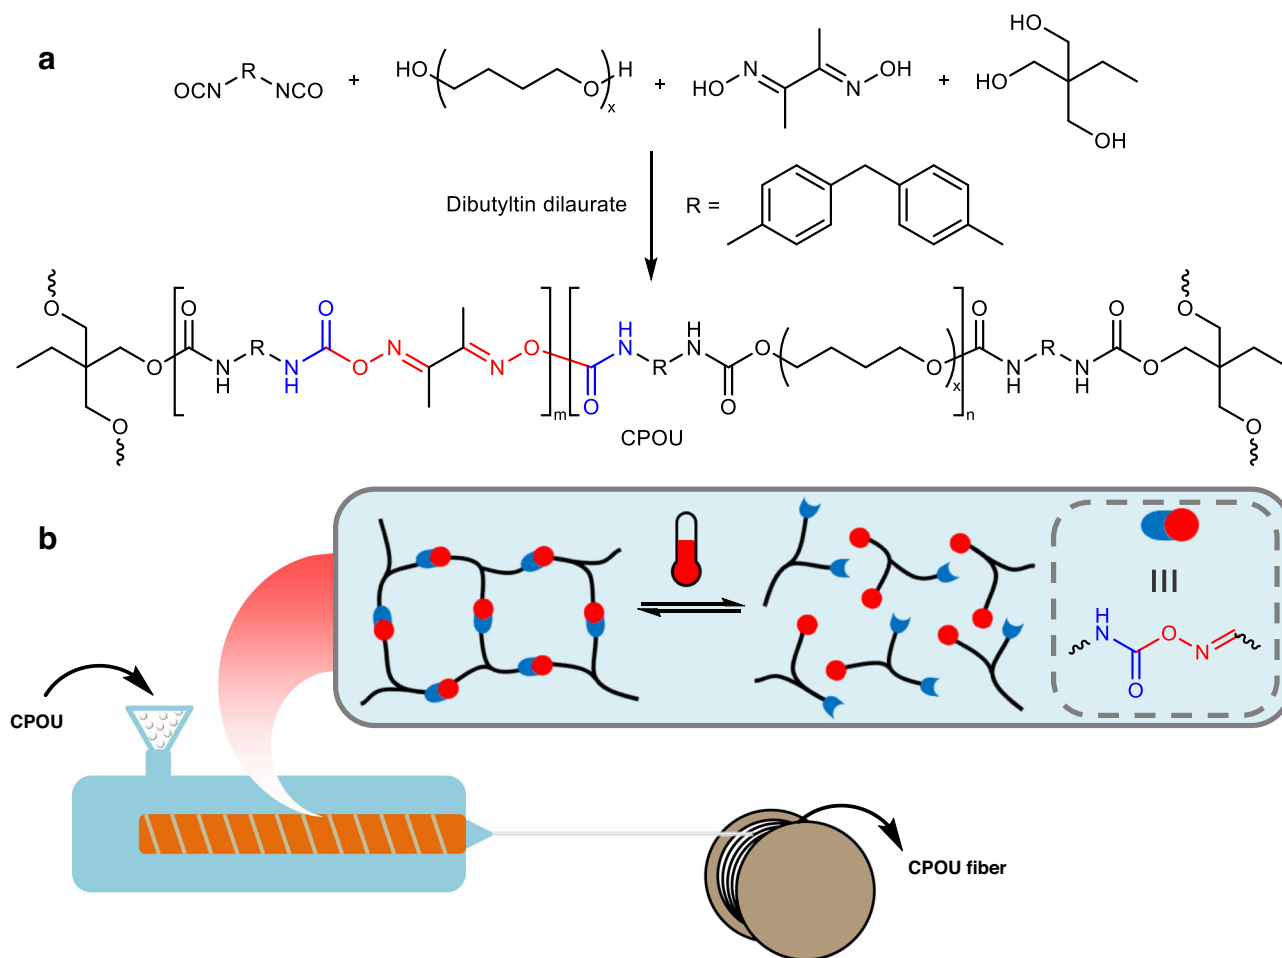 a
OCN R NCO + HO ( O ) x H + HO N N OH + HO HO OH
Dibutyltin dilaurate R =
O O O H N O O
O O N H R N H O N N O m O R N H O O x N H R N H O O
O O
CPOU n
b
H N O N O
CPOU
CPOU fiber